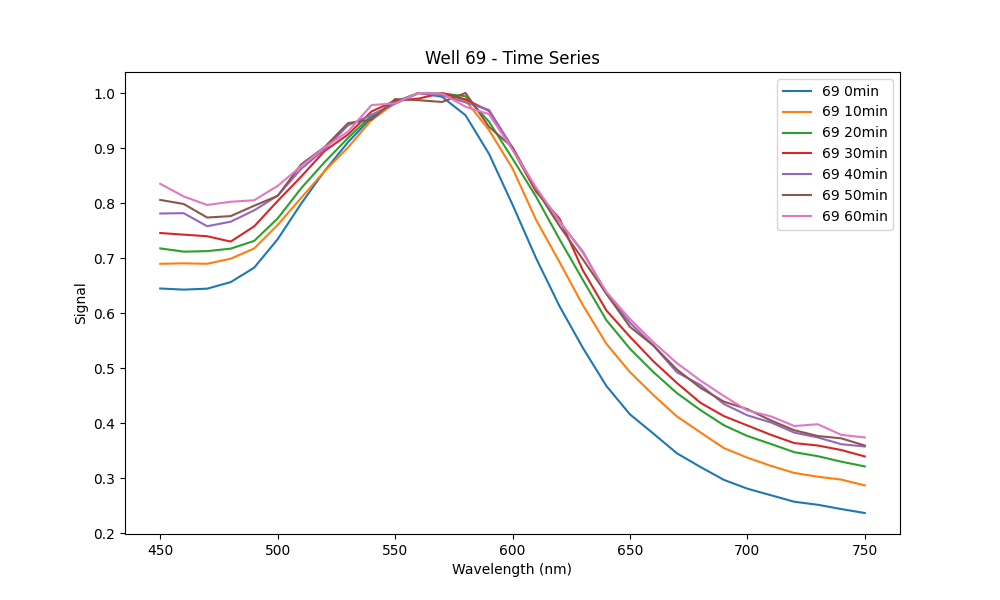 Well 69 - Time Series
1.0
0.9
0.8
0.7
0.6
0.5
0.4
0.3
0.2
Signal
450
500
550
600
650
700
750
Wavelength (nm)
69 0min
69 10min
69 20min
69 30min
69 40min
69 50min
69 60min